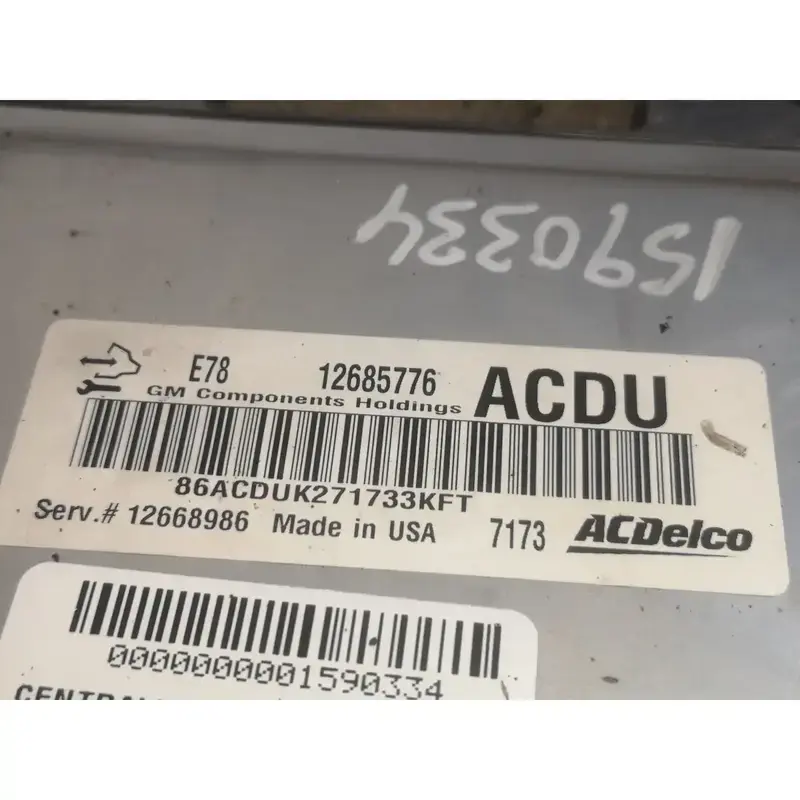 1590334
E78 12685776 ACDU
GM Components Holdings
86ACDUK271733KFT
Serv.# 12668986 Made in USA 7173 ACDelco
0000000001590334